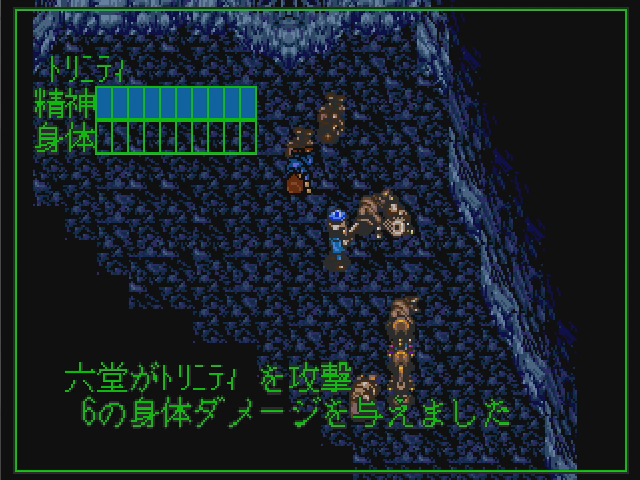 トリニティ
精神
身体
六堂がトリニティ を攻撃
6の身体ダメージを与えました